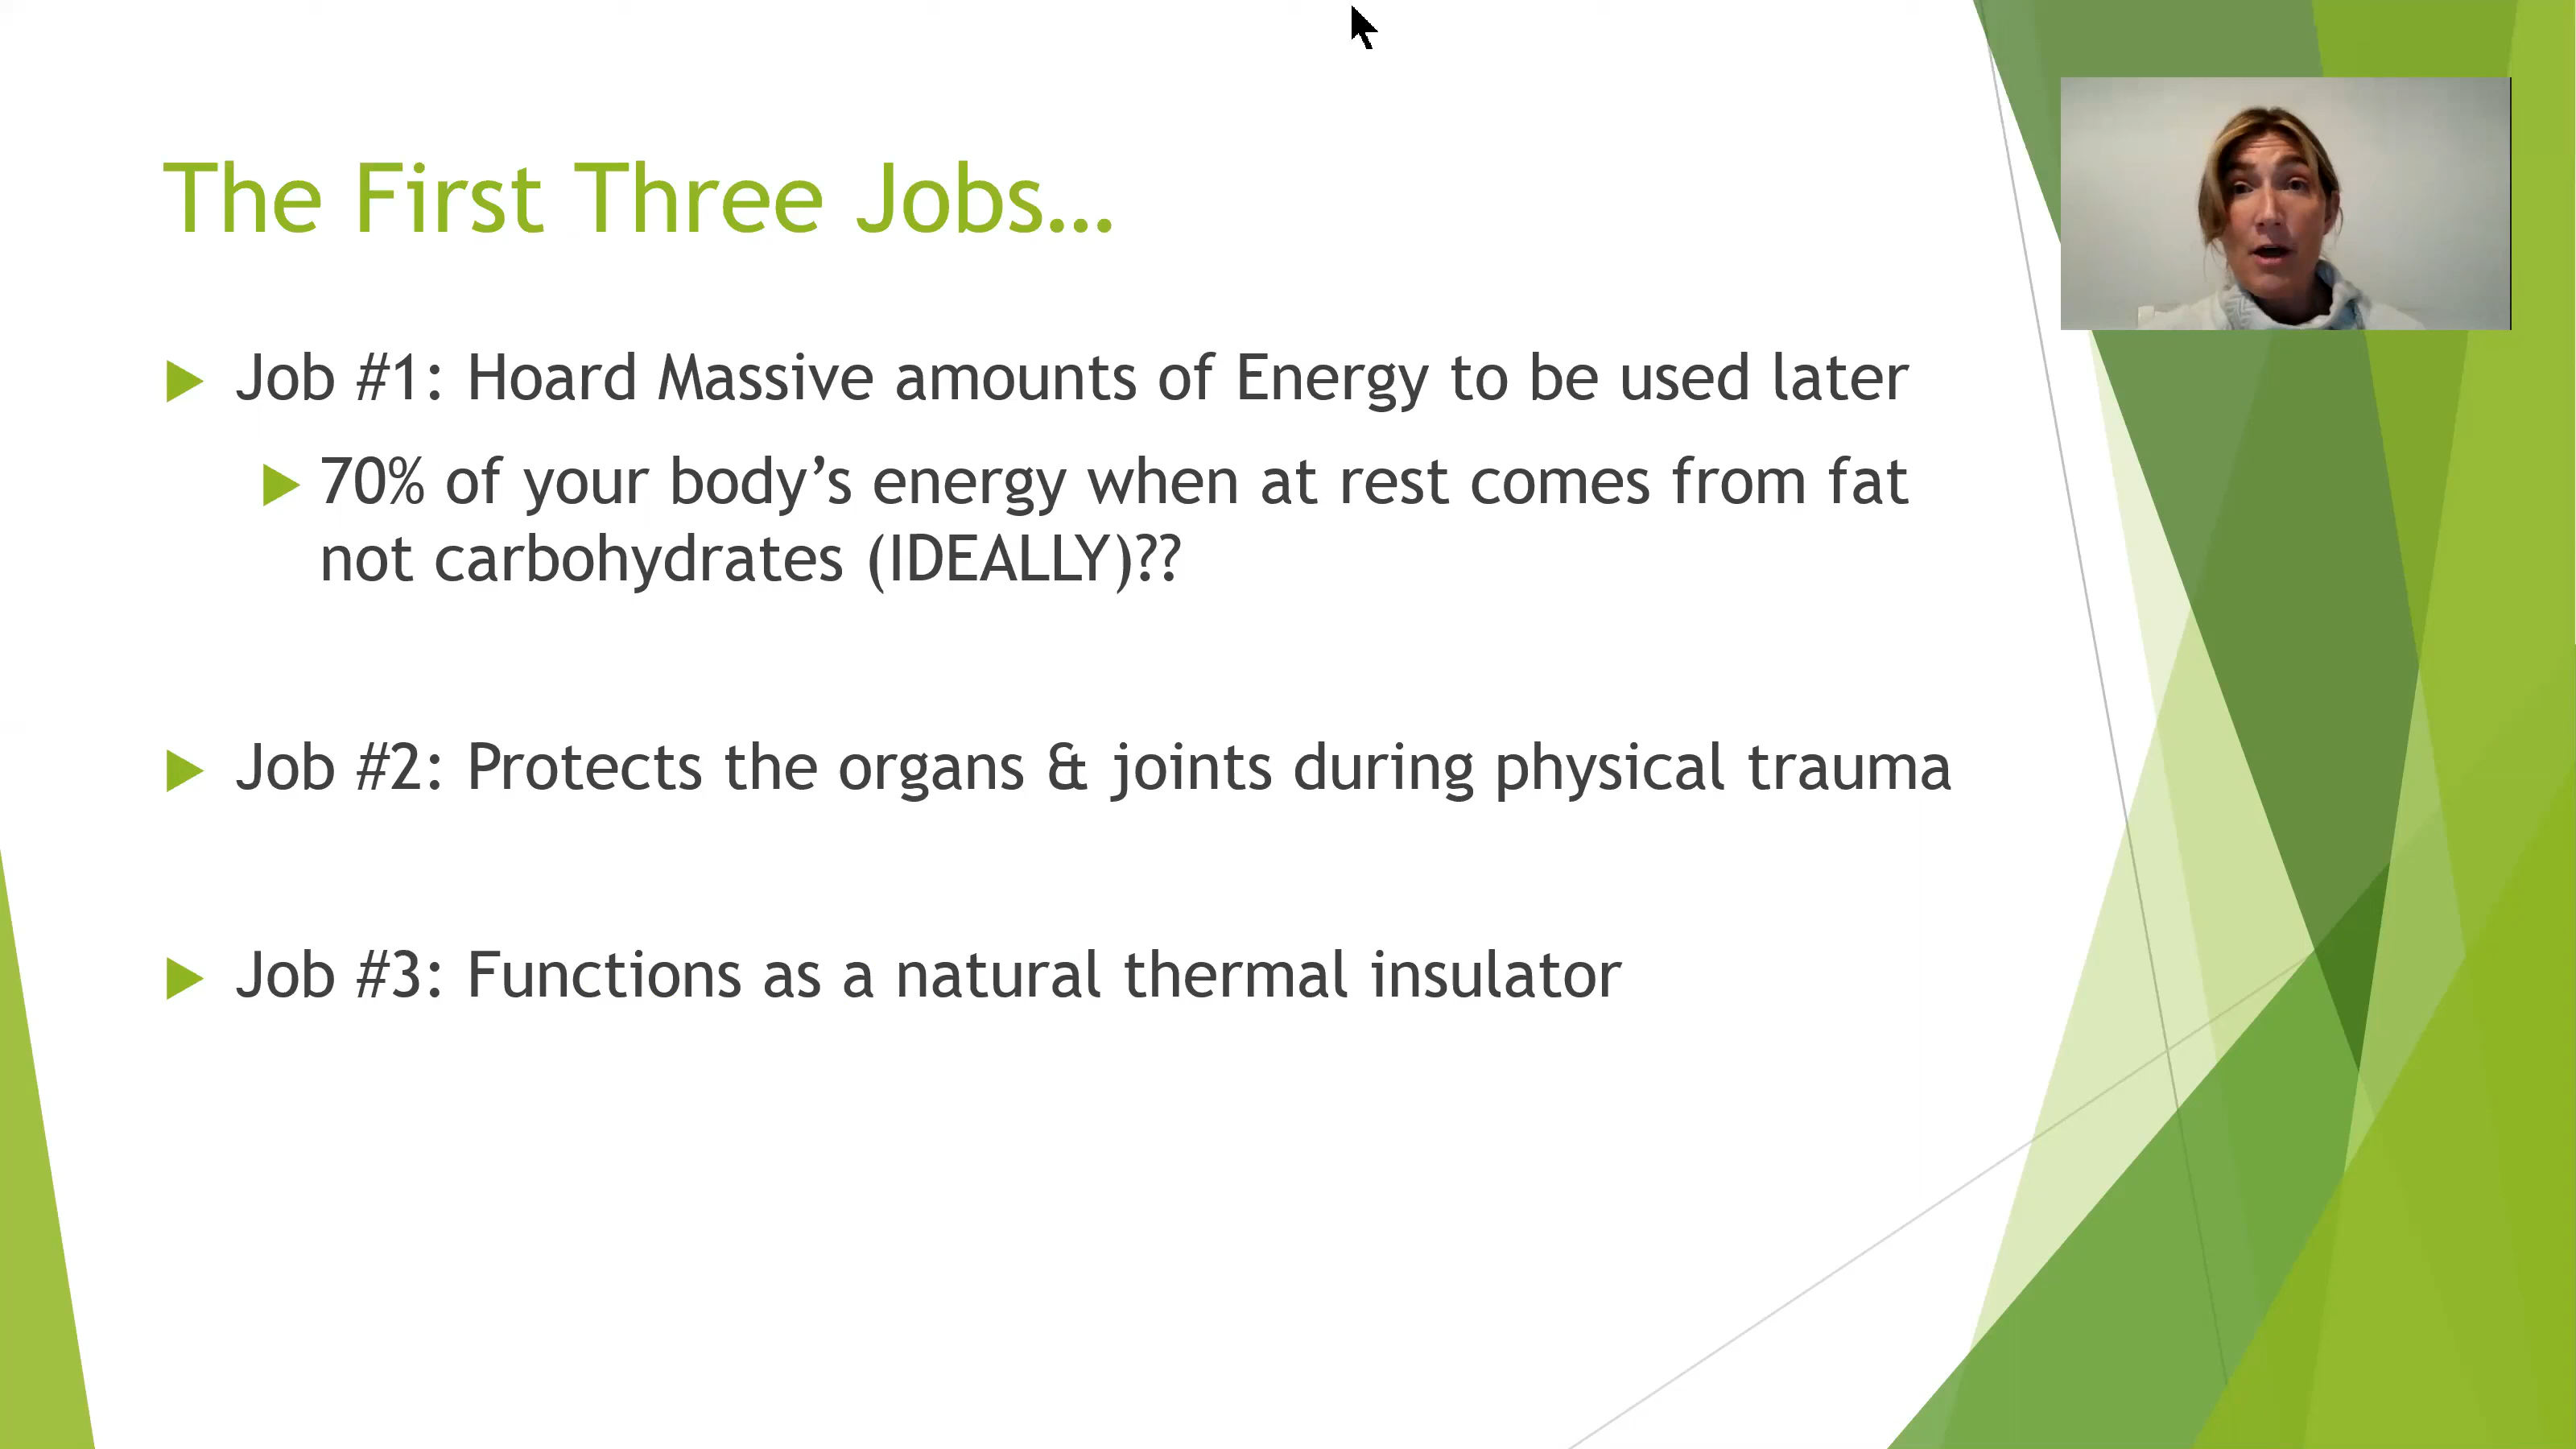 The First Three Jobs…
Job #1: Hoard Massive amounts of Energy to be used later
70% of your body’s energy when at rest comes from fat
not carbohydrates (IDEALLY)??
Job #2: Protects the organs & joints during physical trauma
Job #3: Functions as a natural thermal insulator